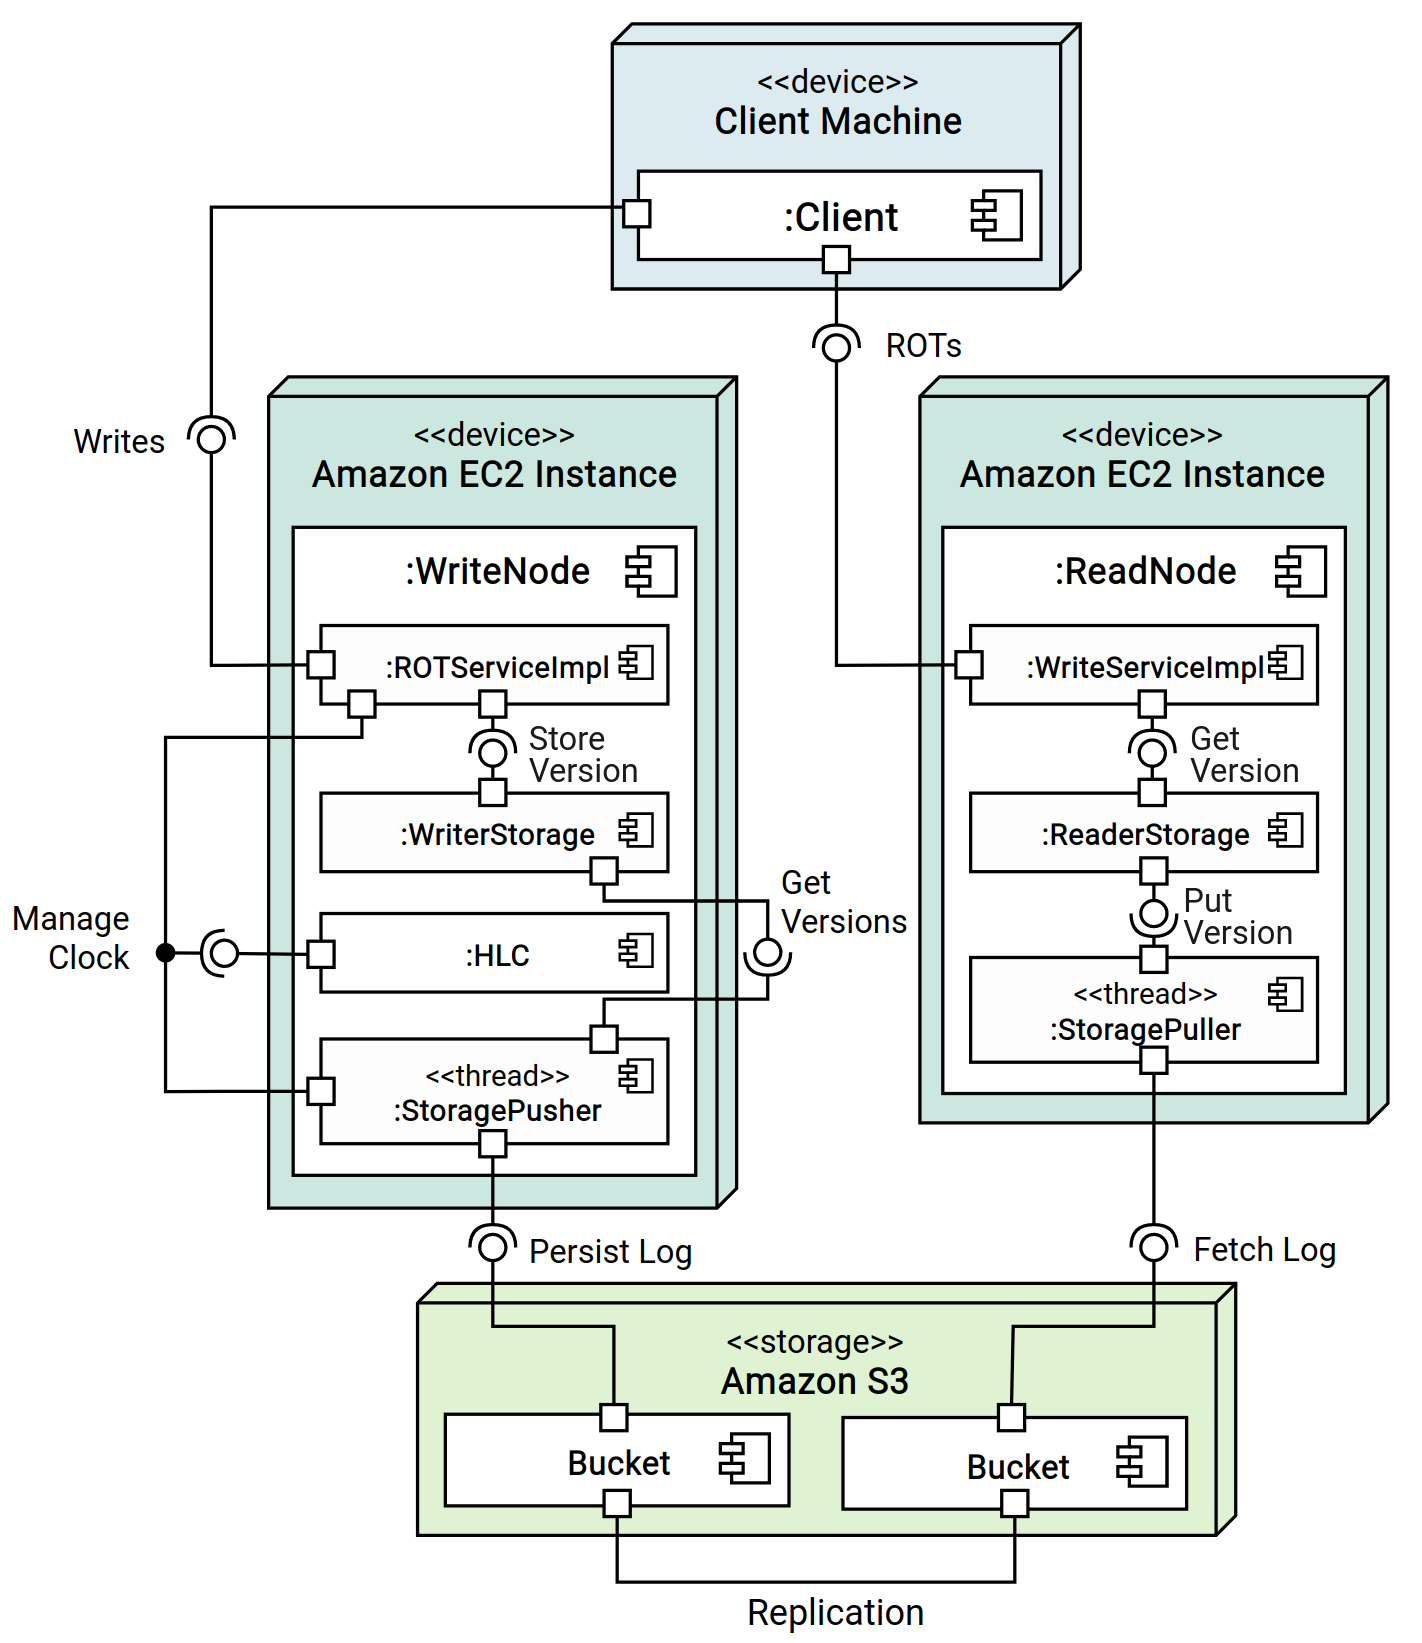 <<device>>
Client Machine
:Client
ROTs
Writes
<<device>>
Amazon EC2 Instance
:WriteNode
:ROTServiceImpl
Store
Version
:WriterStorage
Get
Versions
Manage
Clock
:HLC
<<thread>>
:StoragePusher
Persist Log
<<device>>
Amazon EC2 Instance
:ReadNode
:WriteServiceImpl
Get
Version
:ReaderStorage
Put
Version
<<thread>>
:StoragePuller
Fetch Log
<<storage>>
Amazon S3
Bucket
Bucket
Replication